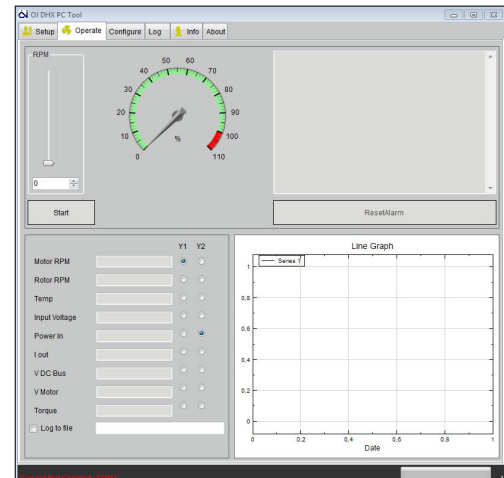 OJ DHX PC Tool
Setup Operate Configure Log Info About
RPM
0
Start
0 10 20 30 40 50 60 70 80 90 100 110
%
ResetAlarm
Y1 Y2
Motor RPM
Rotor RPM
Temp
Input Voltage
Power In
I out
V DC Bus
V Motor
Torque
Log to file
Line Graph
Series 1
1
0,8
0,6
0,4
0,2
0
0 0,2 0,4 0,6 0,8 1
Date